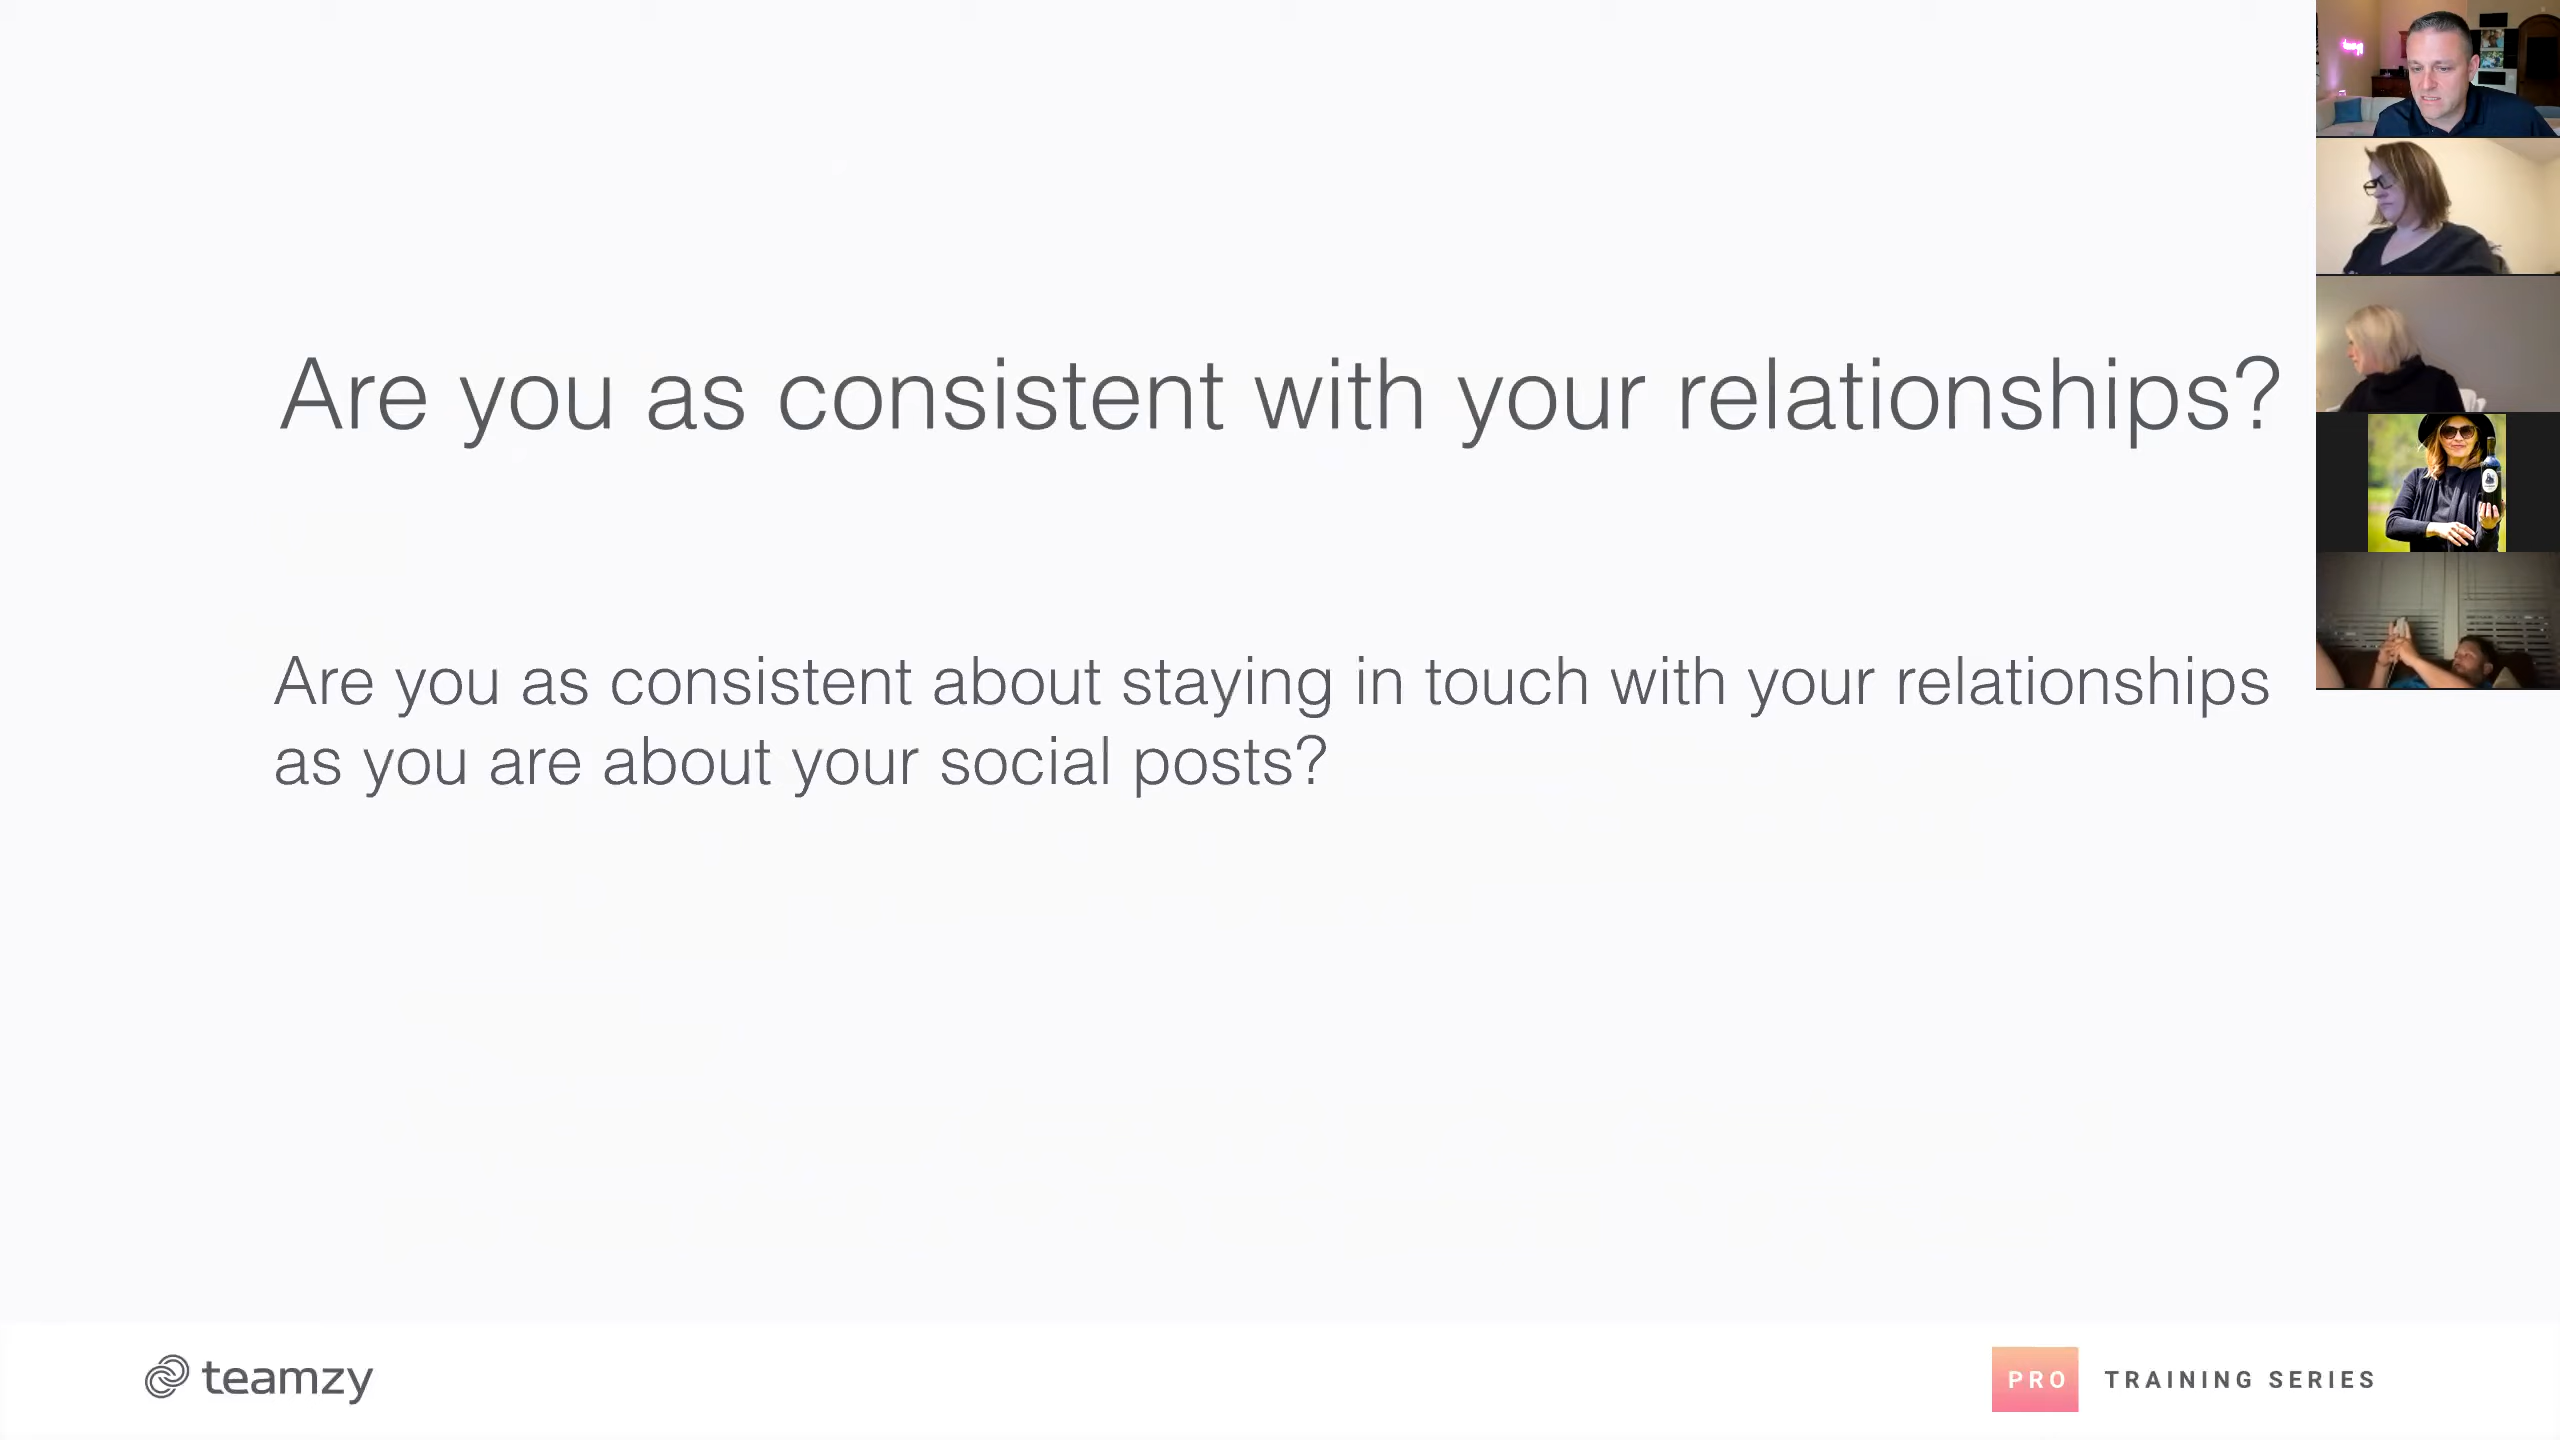 Are you as consistent with your relationships?
Are you as consistent about staying in touch with your relationships
as you are about your social posts?
teamzy
PRO TRAINING SERIES